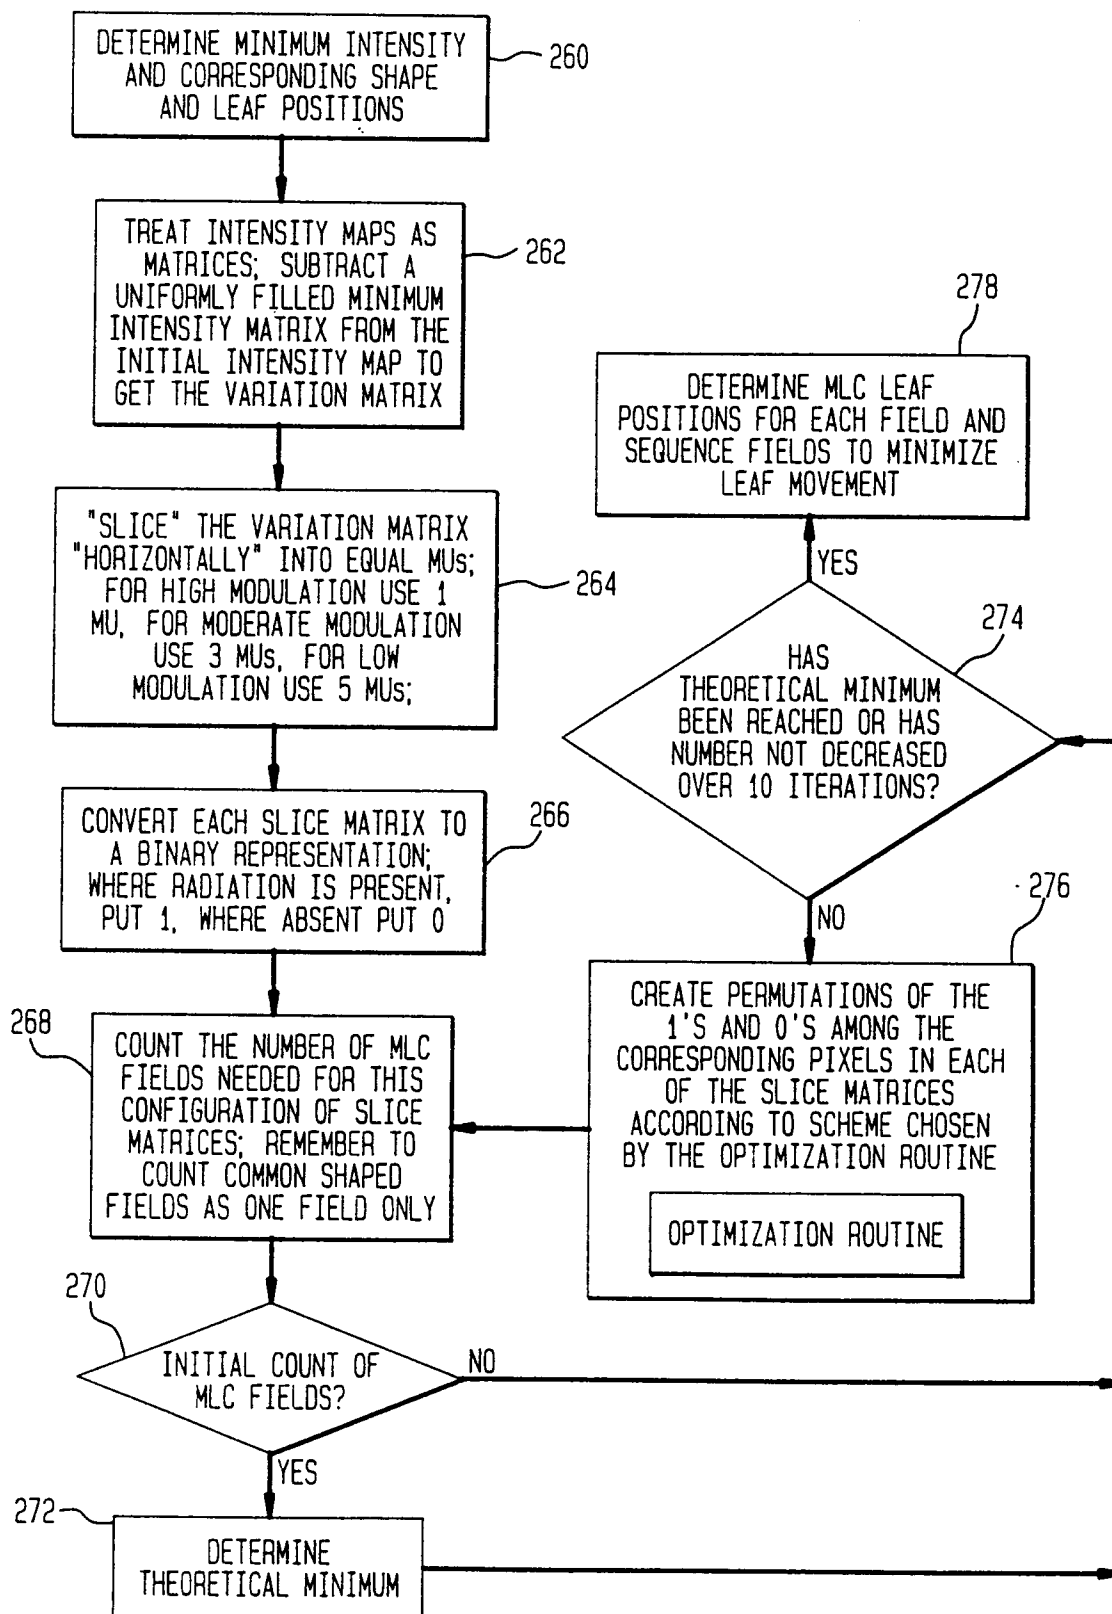 DETERMINE MINIMUM INTENSITY
AND CORRESPONDING SHAPE
AND LEAF POSITIONS
260
TREAT INTENSITY MAPS AS
MATRICES; SUBTRACT A
UNIFORMLY FILLED MINIMUM
INTENSITY MATRIX FROM THE
INITIAL INTENSITY MAP TO
GET THE VARIATION MATRIX
262
"SLICE" THE VARIATION MATRIX
"HORIZONTALLY" INTO EQUAL MUs;
FOR HIGH MODULATION USE 1
MU, FOR MODERATE MODULATION
USE 3 MUs, FOR LOW
MODULATION USE 5 MUs;
264
CONVERT EACH SLICE MATRIX TO
A BINARY REPRESENTATION;
WHERE RADIATION IS PRESENT,
PUT 1, WHERE ABSENT PUT 0
266
268
COUNT THE NUMBER OF MLC
FIELDS NEEDED FOR THIS
CONFIGURATION OF SLICE
MATRICES; REMEMBER TO
COUNT COMMON SHAPED
FIELDS AS ONE FIELD ONLY
270
INITIAL COUNT OF
MLC FIELDS?
NO
YES
272
DETERMINE
THEORETICAL MINIMUM
278
DETERMINE MLC LEAF
POSITIONS FOR EACH FIELD AND
SEQUENCE FIELDS TO MINIMIZE
LEAF MOVEMENT
YES
274
HAS
THEORETICAL MINIMUM
BEEN REACHED OR HAS
NUMBER NOT DECREASED
OVER 10 ITERATIONS?
NO
276
CREATE PERMUTATIONS OF THE
1'S AND 0'S AMONG THE
CORRESPONDING PIXELS IN EACH
OF THE SLICE MATRICES
ACCORDING TO SCHEME CHOSEN
BY THE OPTIMIZATION ROUTINE
OPTIMIZATION ROUTINE